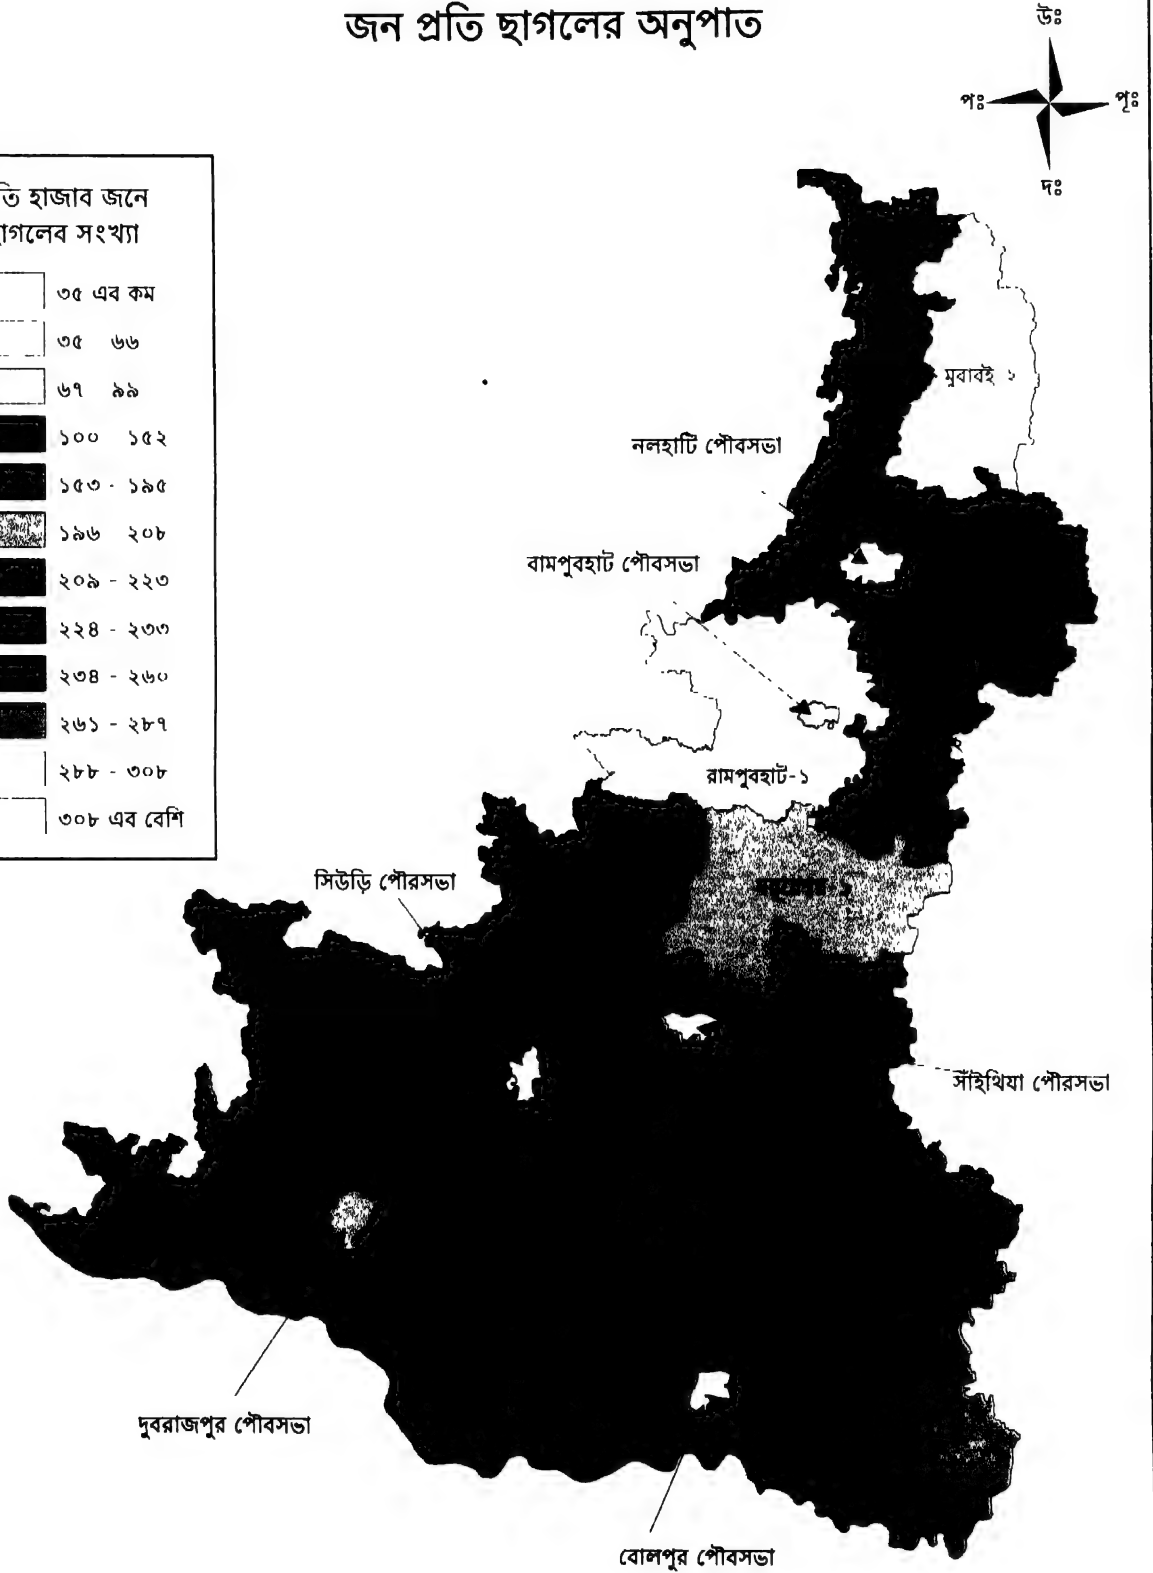 জন প্রতি ছাগলের অনুপাত
উঃ
পঃ
পূঃ
দঃ
তি হাজাব জনে
াগলেব সংখ্যা
৩৫ এব কম
৩৫ ৬৬
৬৭ ৯৯
১০০ ১৫২
১৫৩ - ১৯৫
১৯৬ ২০৮
২০৯ - ২২৩
২২৪ - ২৩৩
২৩৪ - ২৬০
২৬১ - ২৮৭
২৮৮ - ৩০৮
৩০৮ এব বেশি
মুবাবই
নলহাটি পৌবসভা
বামপুবহাট পৌবসভা
রামপুবহাট-১
সিউড়ি পৌরসভা
সাঁইথিযা পৌরসভা
দুবরাজপুর পৌবসভা
বোলপুর পৌবসভা